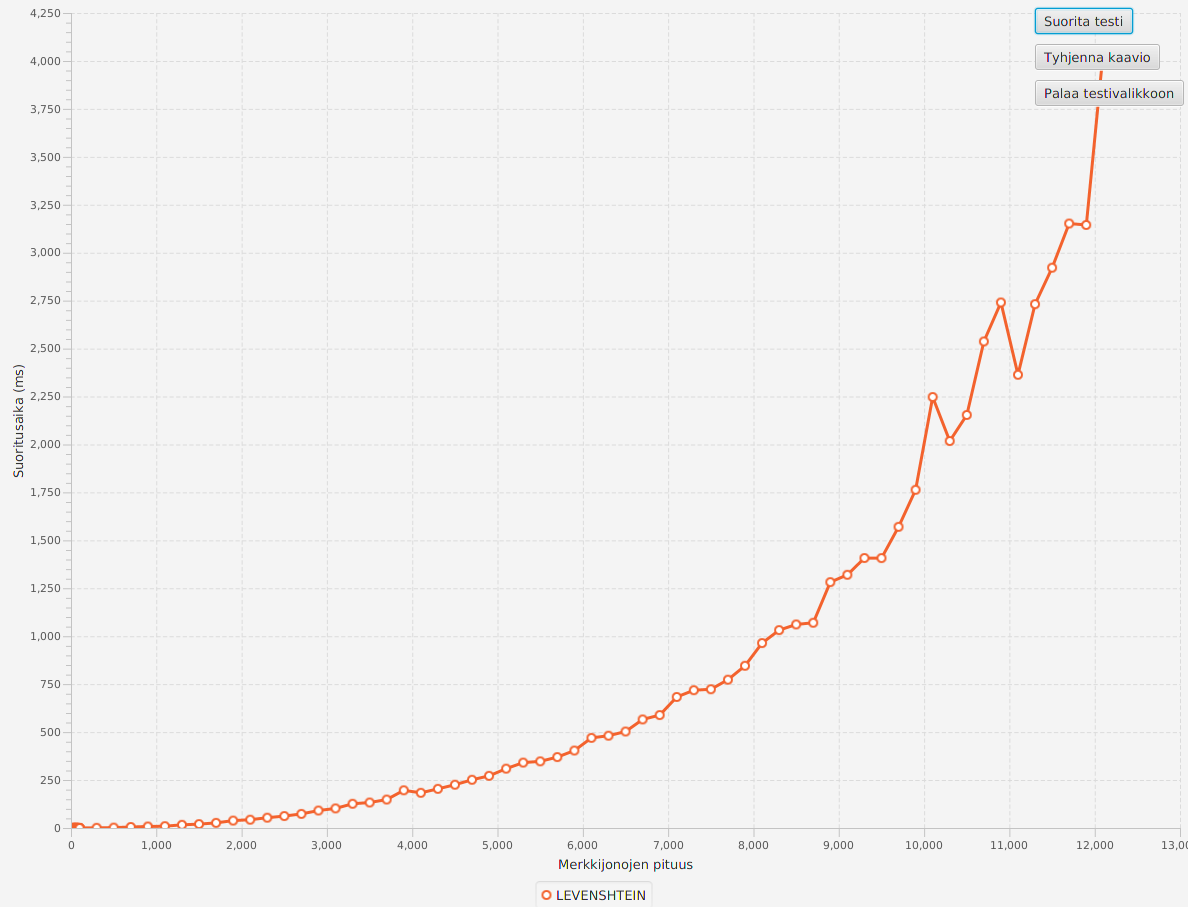 4,250
4,000
3,750
3,500
3,250
3,000
2,750
2,500
2,250
2,000
1,750
1,500
1,250
1,000
750
500
250
0
Suoritusaika (ms)
Suorita testi
Tyhjenna kaavio
Palaa testivalikkoon
0 1,000 2,000 3,000 4,000 5,000 6,000 7,000 8,000 9,000 10,000 11,000 12,000 13,0
Merkkijonojen pituus
LEVENSHTEIN